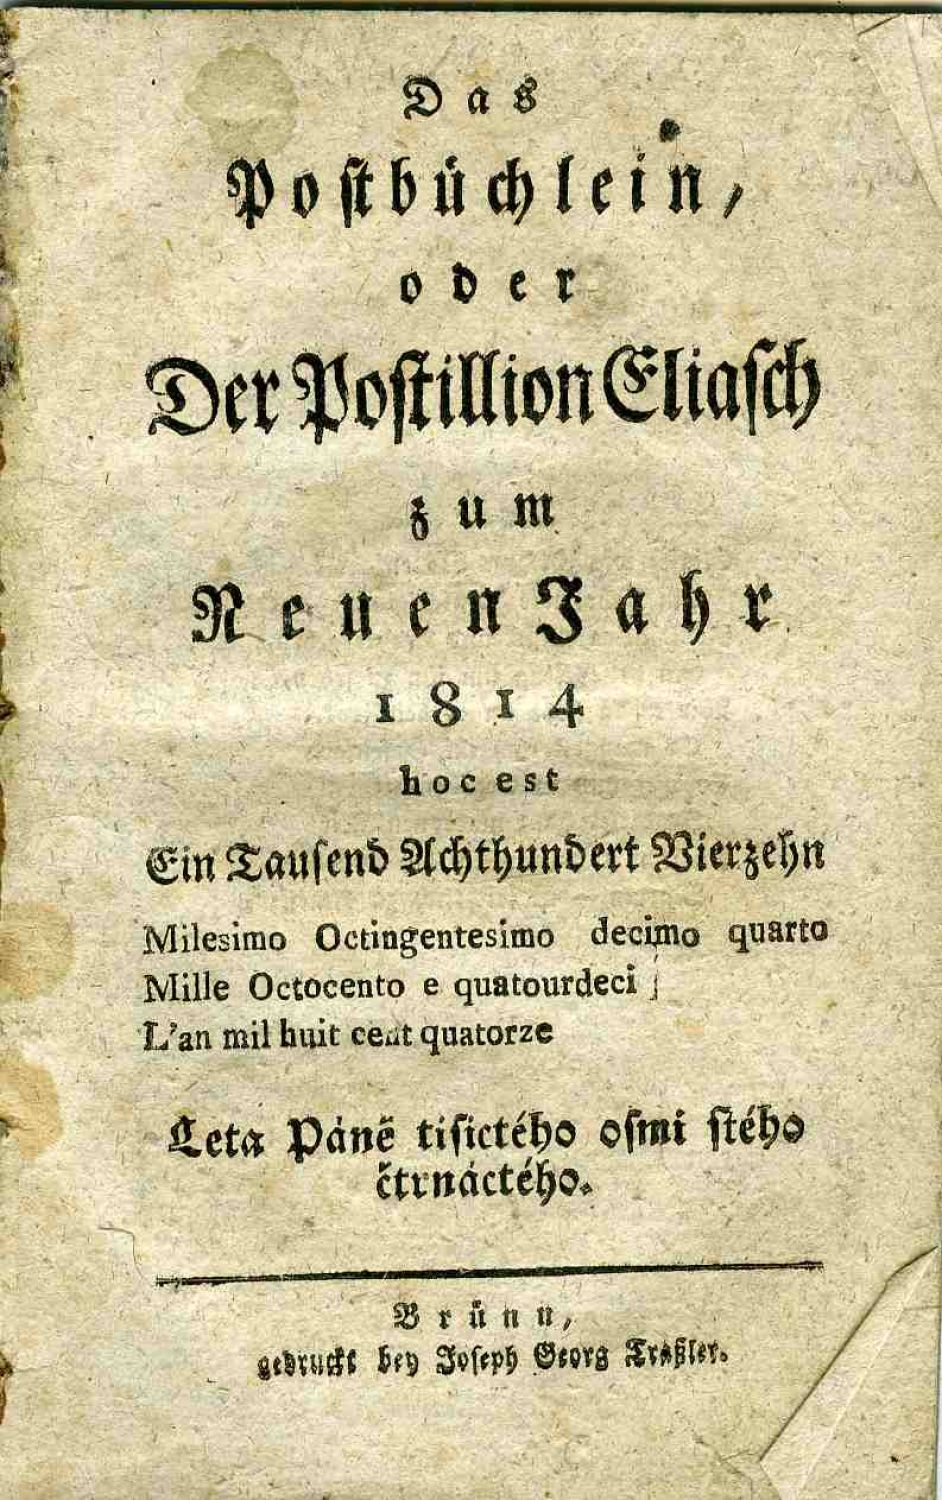 Das
Postbüchlein,
oder
Der Postillion Eliasch
zum
Neuen Jahr
1814
hoc est
Ein Tausend Achthundert Vierzehn
Milesimo Octingentesimo decimo quarto
Mille Octocento e quatourdeci
L'an mil huit cent quatorze
Leta Páně tisictého osmi stého
čtrnáctého.
Brünn,
gedruckt bey Joseph Georg Traßler.